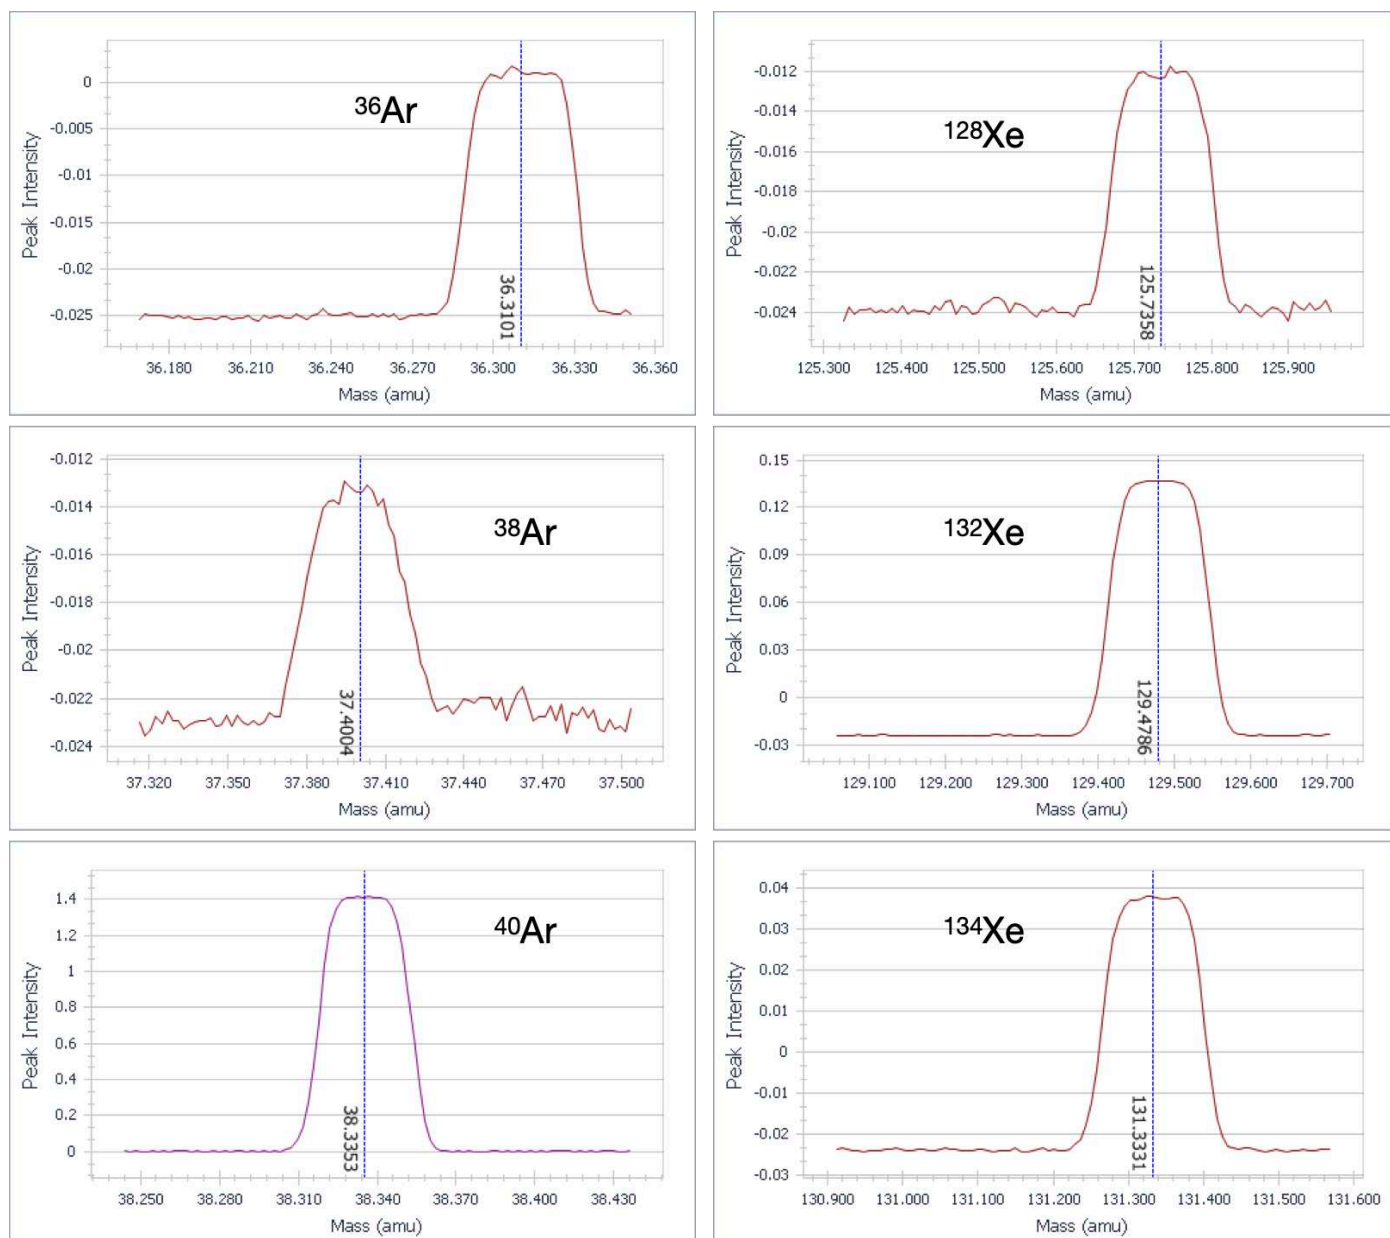 0
-0.005
-0.01
-0.015
-0.02
-0.025
Peak Intensity
³⁶Ar
36.3101
36.180 36.210 36.240 36.270 36.300 36.330 36.360
Mass (amu)
-0.012
-0.014
-0.016
-0.018
-0.02
-0.022
-0.024
Peak Intensity
¹²⁸Xe
125.7358
125.300 125.400 125.500 125.600 125.700 125.800 125.900
Mass (amu)
-0.012
-0.014
-0.016
-0.018
-0.02
-0.022
-0.024
Peak Intensity
³⁸Ar
37.4004
37.320 37.350 37.380 37.410 37.440 37.470 37.500
Mass (amu)
0.15
0.12
0.09
0.06
0.03
0
-0.03
Peak Intensity
¹³²Xe
129.4786
129.100 129.200 129.300 129.400 129.500 129.600 129.700
Mass (amu)
1.4
1.2
1
0.8
0.6
0.4
0.2
0
Peak Intensity
⁴⁰Ar
38.3353
38.250 38.280 38.310 38.340 38.370 38.400 38.430
Mass (amu)
0.04
0.03
0.02
0.01
0
-0.01
-0.02
-0.03
Peak Intensity
¹³⁴Xe
131.3331
130.900 131.000 131.100 131.200 131.300 131.400 131.500 131.600
Mass (amu)